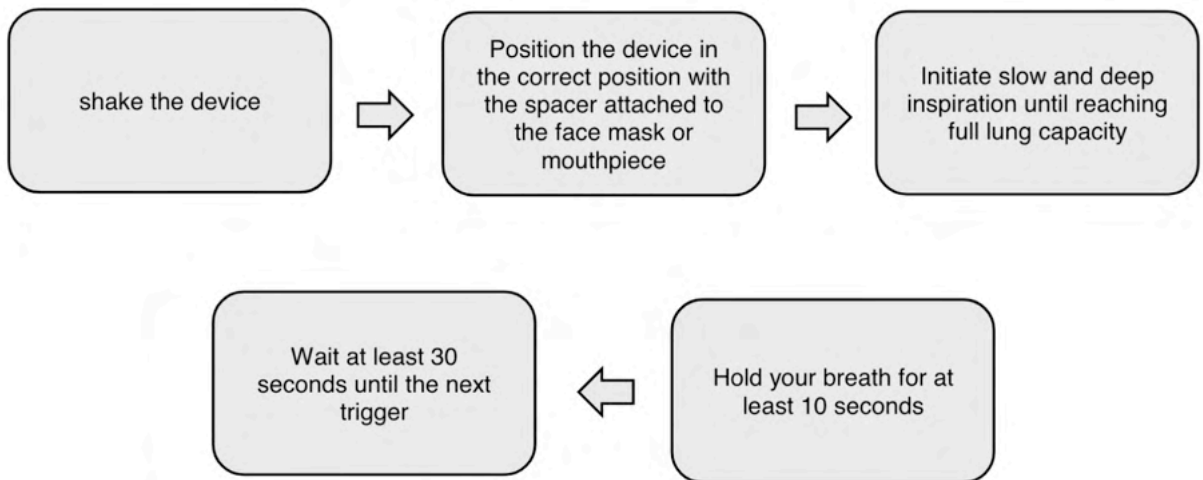 shake the device
Position the device in
the correct position with
the spacer attached to
the face mask or
mouthpiece
Initiate slow and deep
inspiration until reaching
full lung capacity
Hold your breath for at
least 10 seconds
Wait at least 30
seconds until the next
trigger